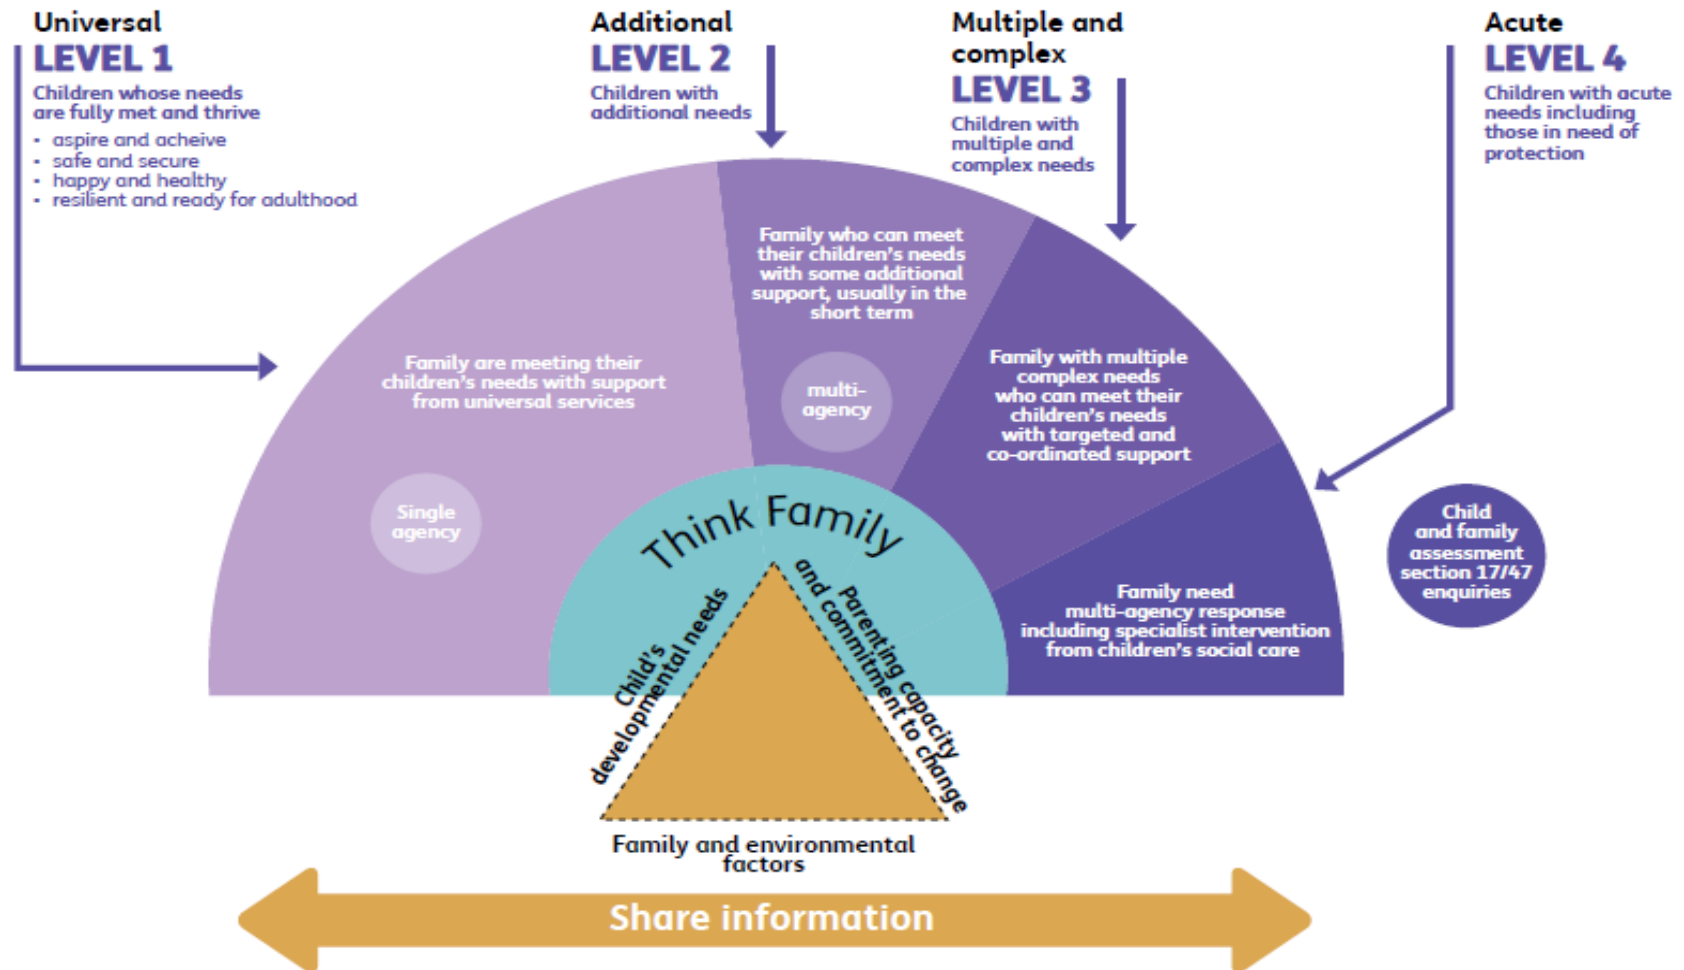 Universal
LEVEL 1
Children whose needs
are fully met and thrive
• aspire and acheive
• safe and secure
• happy and healthy
• resilient and ready for adulthood
Additional
LEVEL 2
Children with
additional needs
Multiple and
complex
LEVEL 3
Children with
multiple and
complex needs
Acute
LEVEL 4
Children with acute
needs including
those in need of
protection
Family are meeting their
children's needs with support
from universal services
Single
agency
Family who can meet
their children's needs
with some additional
support, usually in the
short term
multi-
agency
Family with multiple
complex needs
who can meet their
children's needs
with targeted and
co-ordinated support
Family need
multi-agency response
including specialist intervention
from children's social care
Child
and family
assessment
section 17/47
enquiries
Think Family
Child's
developmental needs
Parenting capacity
and commitment to change
Family and environmental
factors
Share information